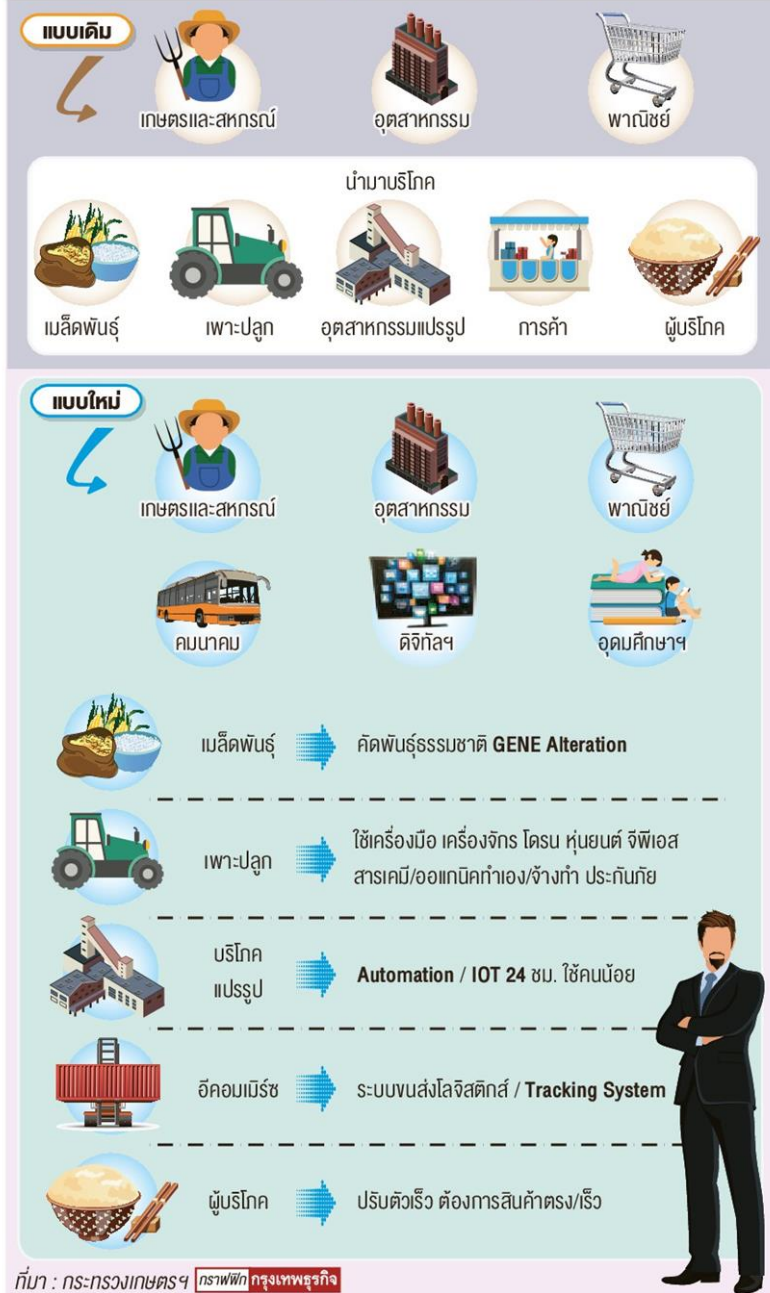 แบบเดิม
เกษตรและสหกรณ์
อุตสาหกรรม
พาณิชย์
นำมาบริโภค
เมล็ดพันธุ์
เพาะปลูก
อุตสาหกรรมแปรรูป
การค้า
ผู้บริโภค
แบบใหม่
เกษตรและสหกรณ์
อุตสาหกรรม
พาณิชย์
คมนาคม
ดิจิทัลฯ
อุดมศึกษาฯ
เมล็ดพันธุ์
คัดพันธุ์ธรรมชาติ GENE Alteration
เพาะปลูก
ใช้เครื่องมือ เครื่องจักร โดรน หุ่นยนต์ จีพีเอส
สารเคมี/ออแกนิคทำเอง/จ้างทำ ประกันภัย
บริโภค
แปรรูป
Automation / IOT 24 ชม. ใช้คนน้อย
อีคอมเมิร์ซ
ระบบขนส่งโลจิสติกส์ / Tracking System
ผู้บริโภค
ปรับตัวเร็ว ต้องการสินค้าตรง/เร็ว
ที่มา : กระทรวงเกษตรฯ กราฟฟิก กรุงเทพธุรกิจ